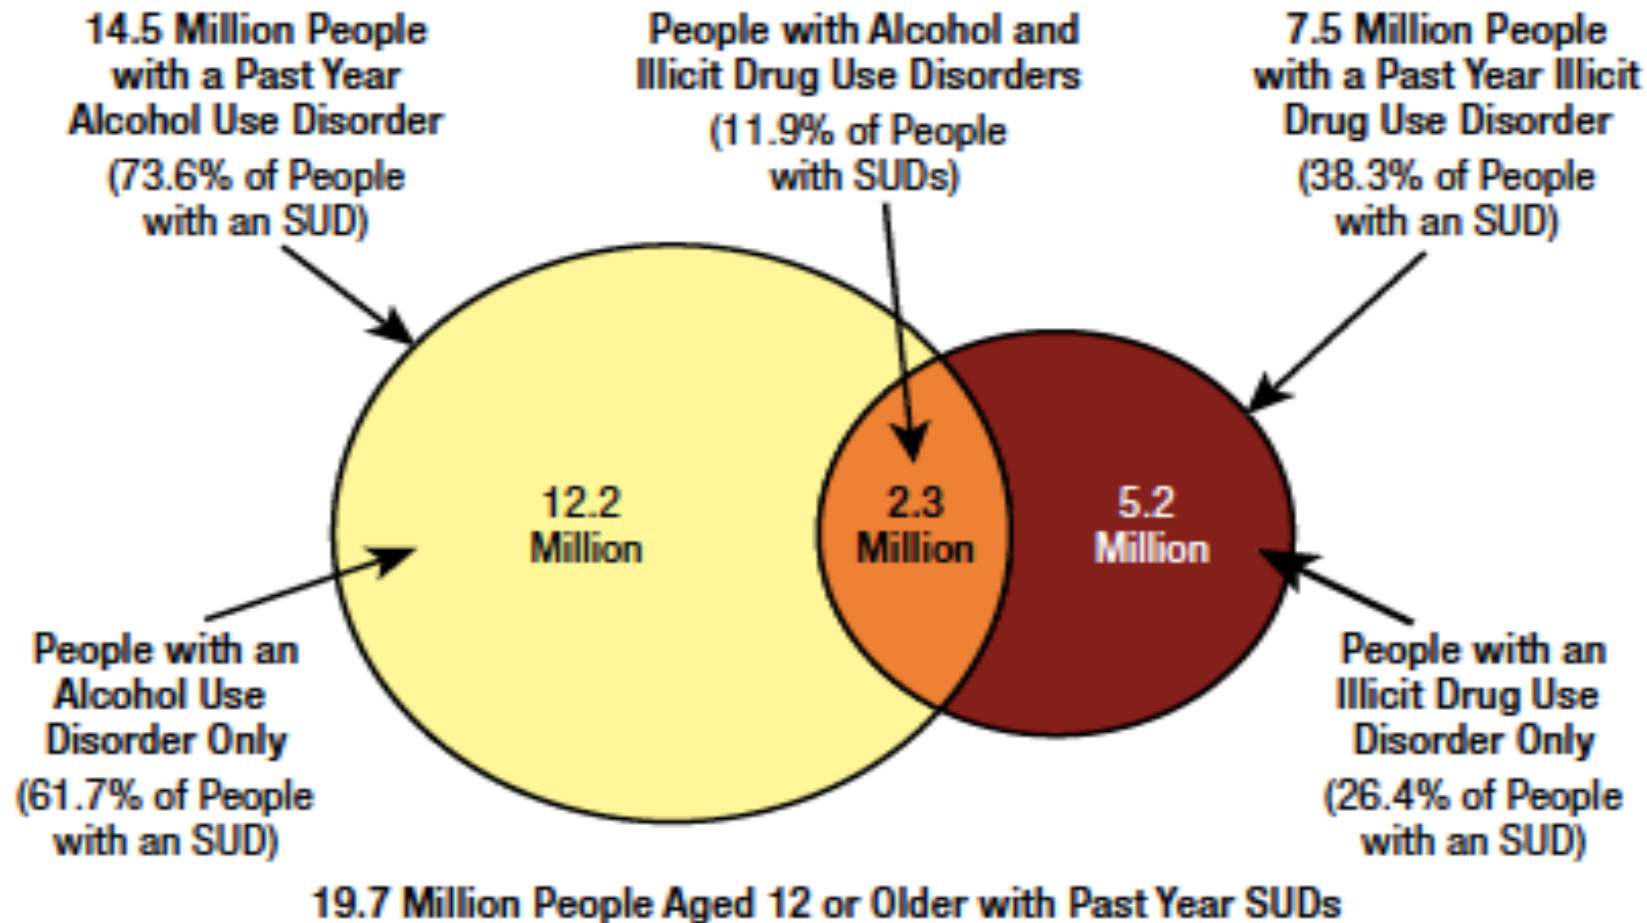 14.5 Million People
with a Past Year
Alcohol Use Disorder
(73.6% of People
with an SUD)
People with Alcohol and
Illicit Drug Use Disorders
(11.9% of People
with SUDs)
7.5 Million People
with a Past Year Illicit
Drug Use Disorder
(38.3% of People
with an SUD)
12.2
Million
2.3
Million
5.2
Million
People with an
Alcohol Use
Disorder Only
(61.7% of People
with an SUD)
People with an
Illicit Drug Use
Disorder Only
(26.4% of People
with an SUD)
19.7 Million People Aged 12 or Older with Past Year SUDs